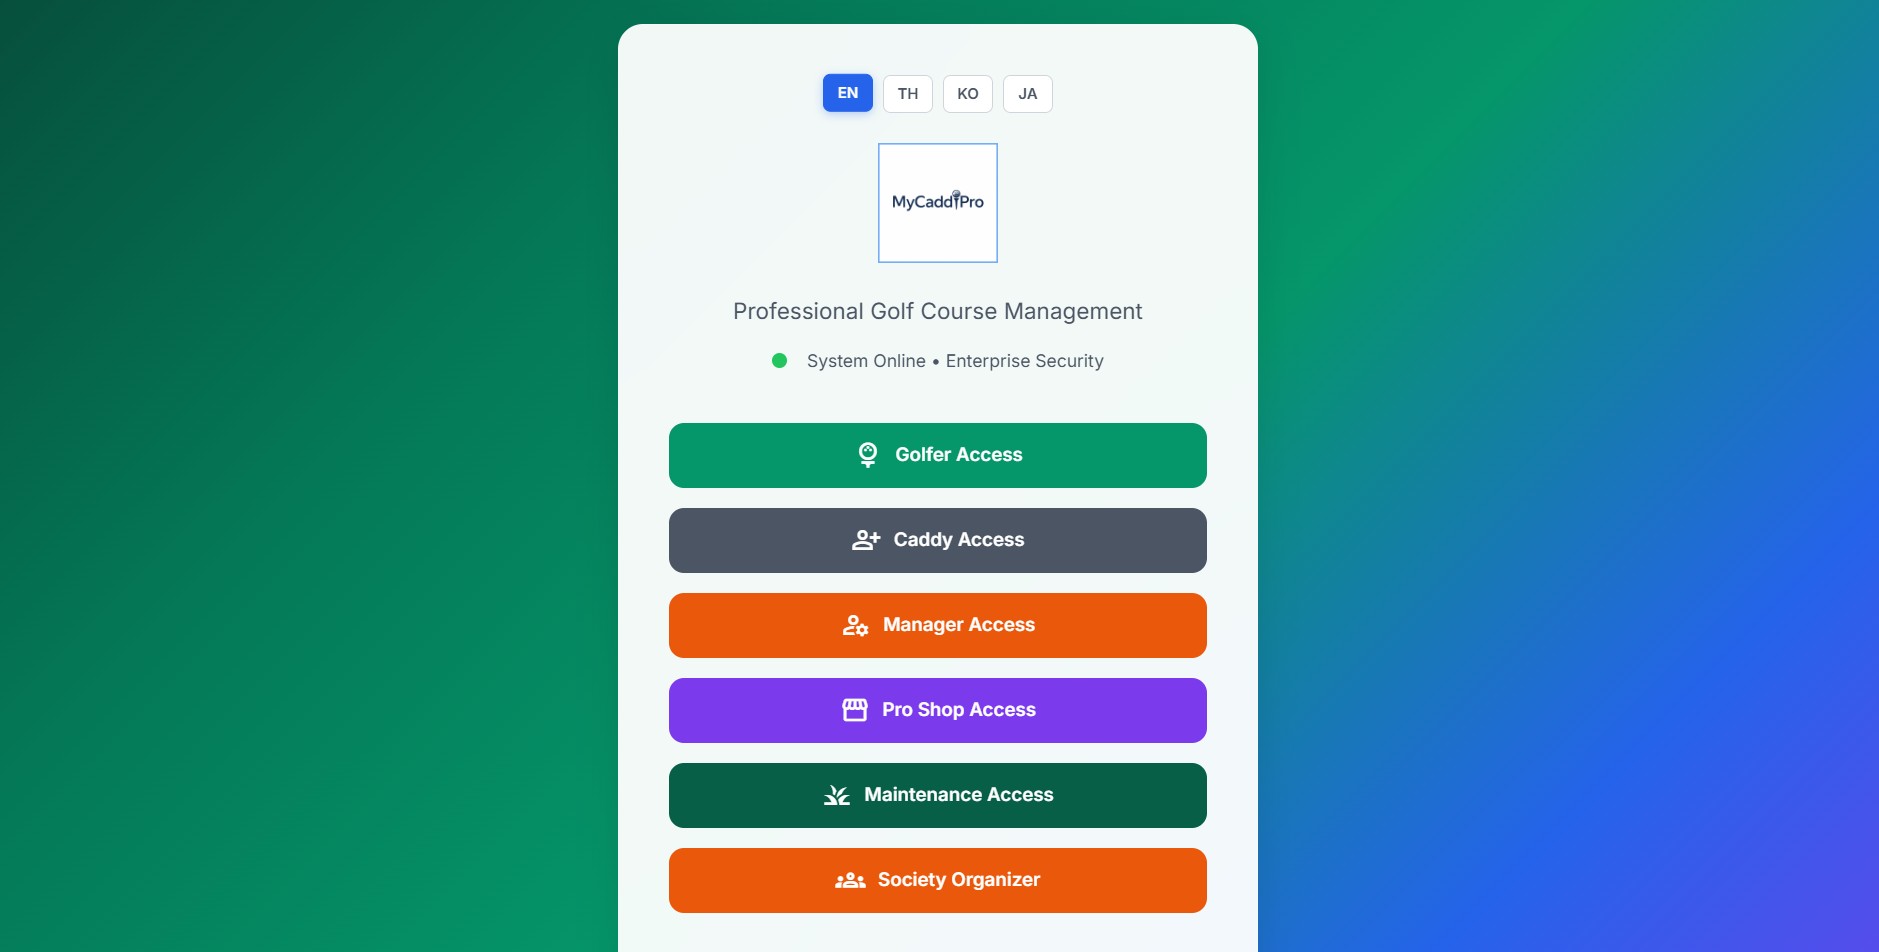 EN TH KO JA
MyCaddiPro
Professional Golf Course Management
System Online • Enterprise Security
Golfer Access
Caddy Access
Manager Access
Pro Shop Access
Maintenance Access
Society Organizer